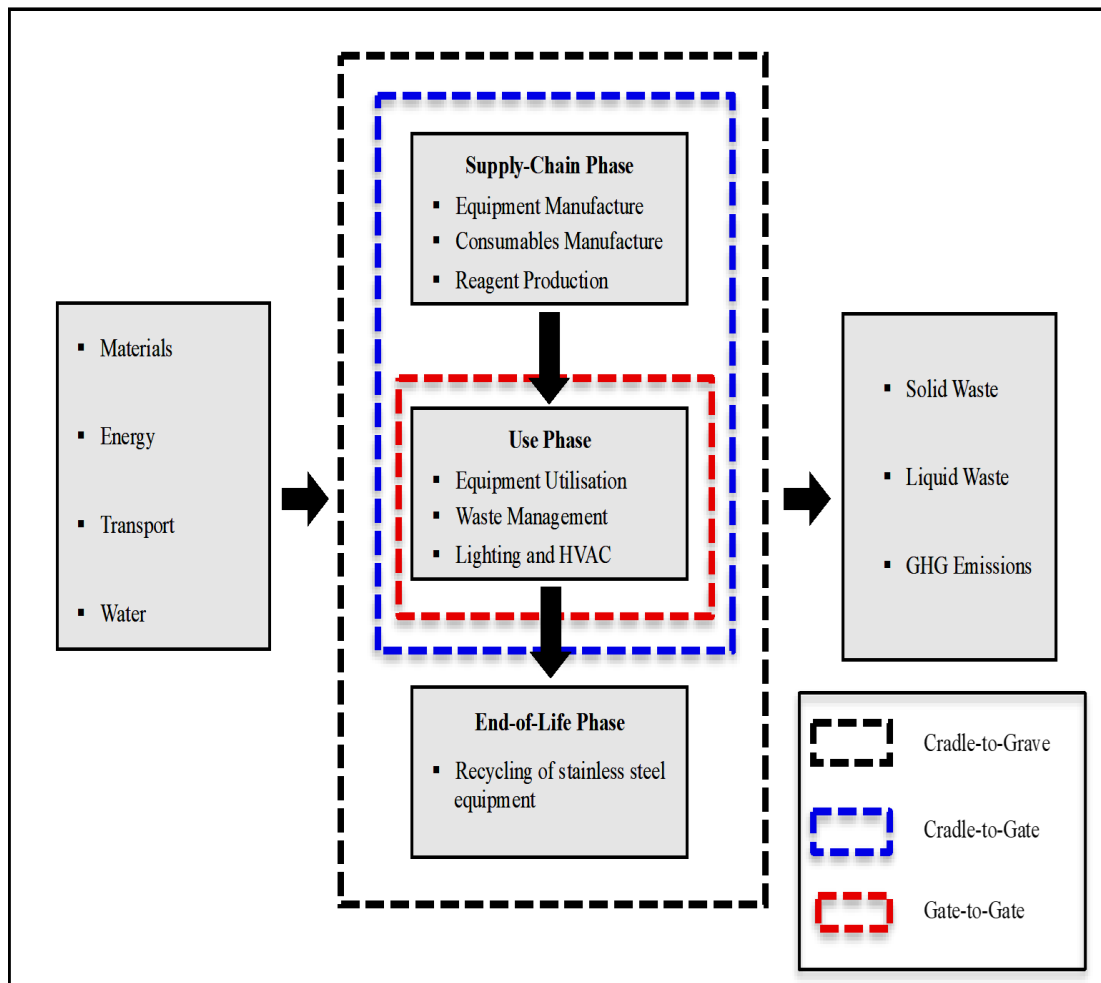 Supply-Chain Phase
▪ Equipment Manufacture
▪ Consumables Manufacture
▪ Reagent Production
▪ Materials
▪ Energy
▪ Transport
▪ Water
Use Phase
▪ Equipment Utilisation
▪ Waste Management
▪ Lighting and HVAC
End-of-Life Phase
▪ Recycling of stainless steel
equipment
▪ Solid Waste
▪ Liquid Waste
▪ GHG Emissions
Cradle-to-Grave
Cradle-to-Gate
Gate-to-Gate